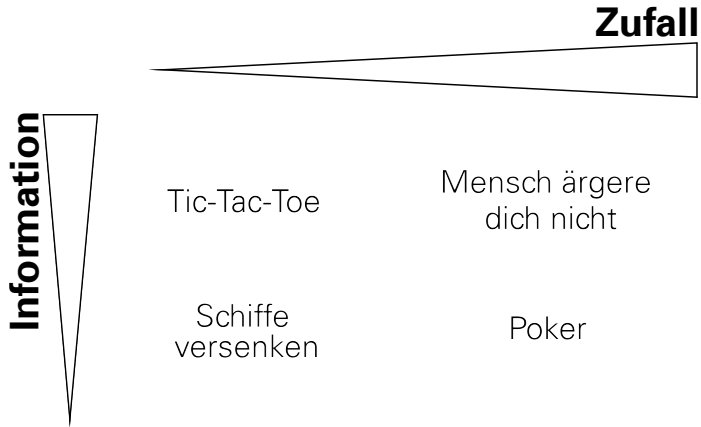 Zufall
Information
Tic-Tac-Toe
Mensch ärgere
dich nicht
Schiffe
versenken
Poker